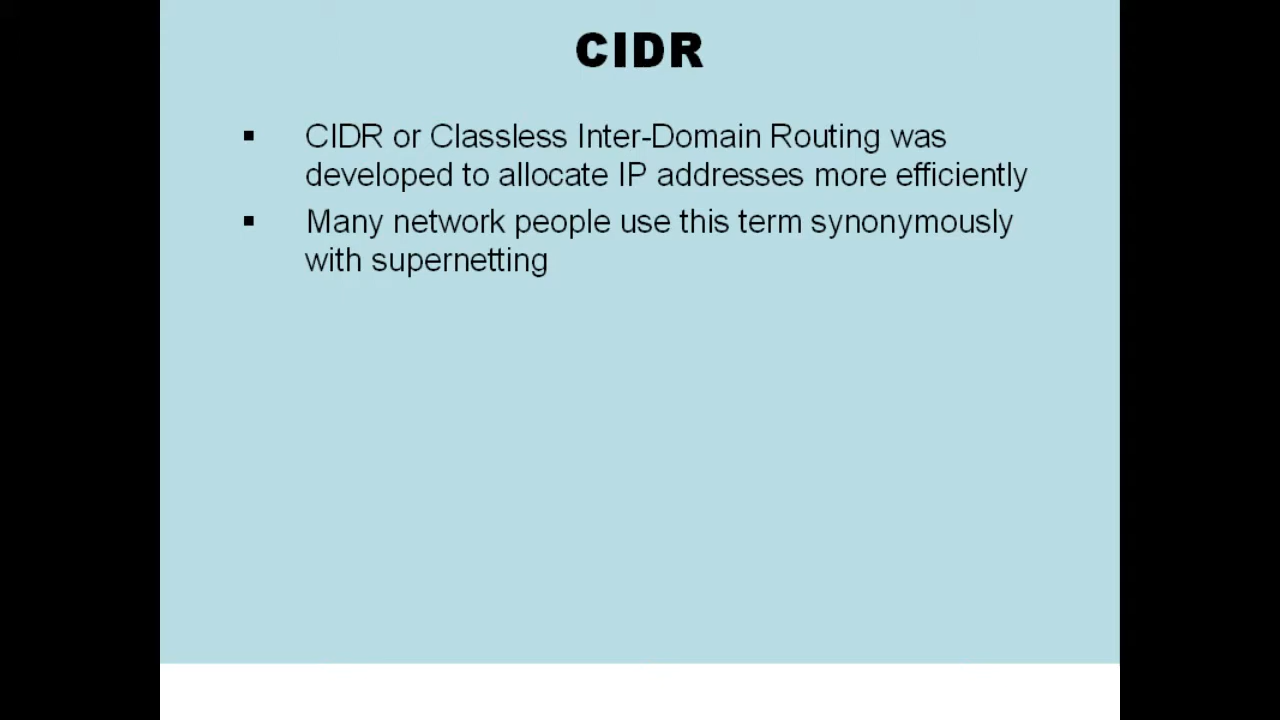 CIDR
▪ CIDR or Classless Inter-Domain Routing was
developed to allocate IP addresses more efficiently
▪ Many network people use this term synonymously
with supernetting